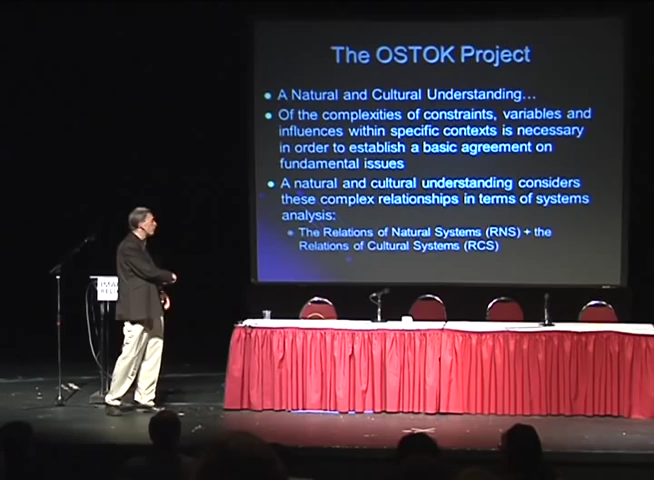 The OSTOK Project
A Natural and Cultural Understanding…
Of the complexities of constraints, variables and
influences within specific contexts is necessary
in order to establish a basic agreement on
fundamental issues
A natural and cultural understanding considers
these complex relationships in terms of systems
analysis:
The Relations of Natural Systems (RNS) + the
Relations of Cultural Systems (RCS)